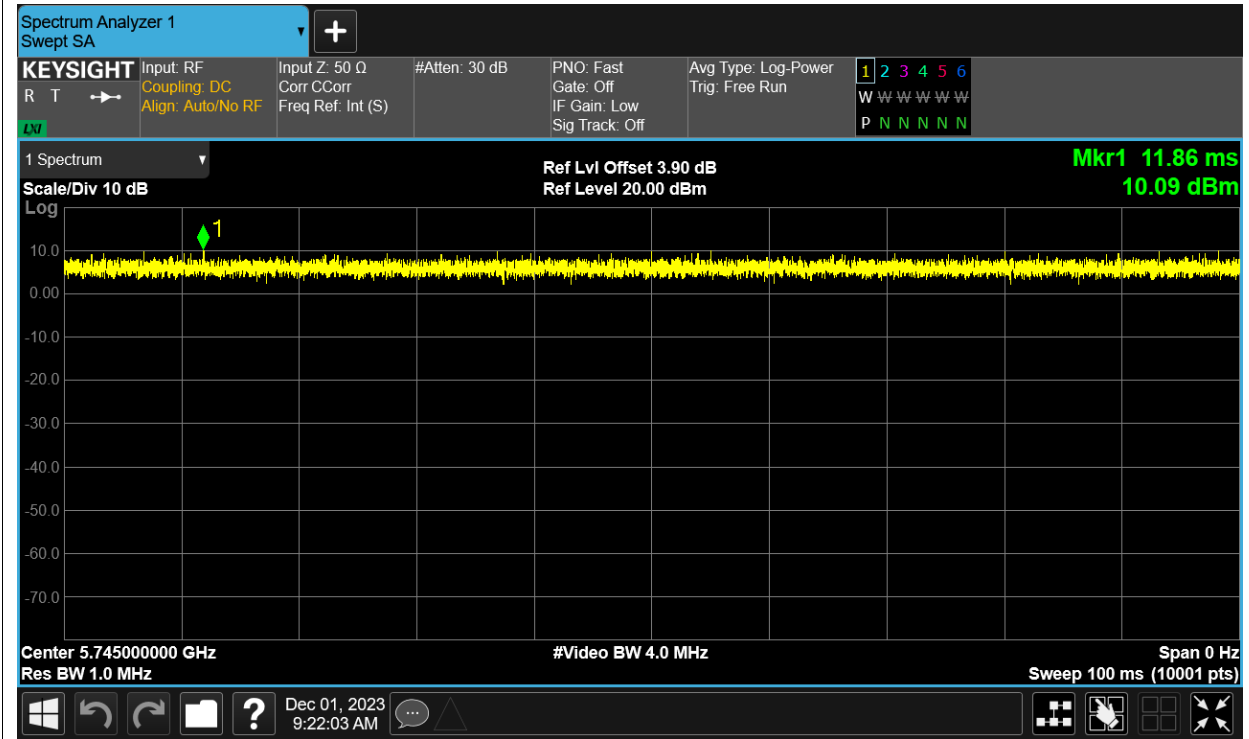 Spectrum Analyzer 1
Swept SA
KEYSIGHT
R T
LXI
Input: RF
Coupling: DC
Align: Auto/No RF
Input Z: 50 Ω
Corr CCorr
Freq Ref: Int (S)
#Atten: 30 dB
PNO: Fast
Gate: Off
IF Gain: Low
Sig Track: Off
Avg Type: Log-Power
Trig: Free Run
1 2 3 4 5 6
W W W W W W
P N N N N N
1 Spectrum
Scale/Div 10 dB
Log
Ref Lvl Offset 3.90 dB
Ref Level 20.00 dBm
Mkr1 11.86 ms
10.09 dBm
1
10.0
0.00
-10.0
-20.0
-30.0
-40.0
-50.0
-60.0
-70.0
Center 5.745000000 GHz
Res BW 1.0 MHz
#Video BW 4.0 MHz
Span 0 Hz
Sweep 100 ms (10001 pts)
?
Dec 01, 2023
9:22:03 AM